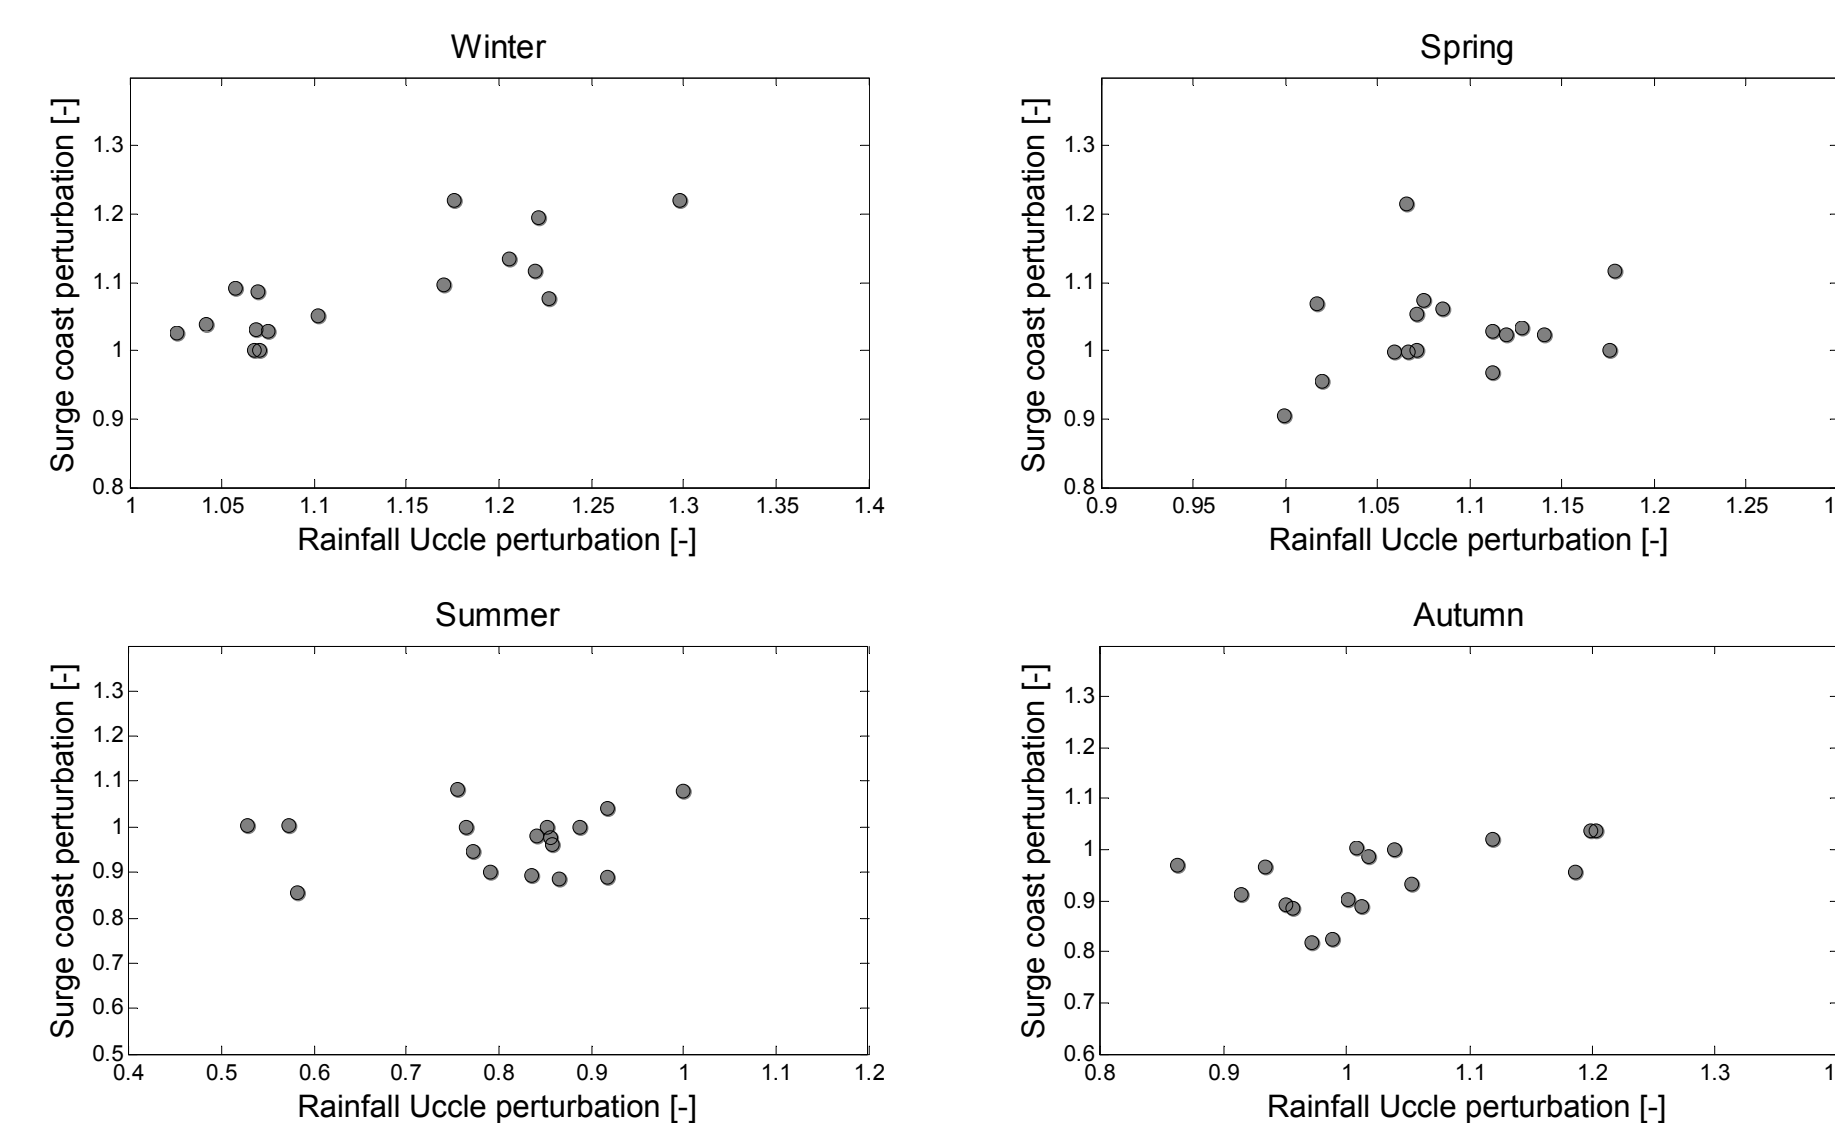 Winter
Surge coast perturbation [-]
1.3
1.2
1.1
1
0.9
0.8
1 1.05 1.1 1.15 1.2 1.25 1.3 1.35 1.4
Rainfall Uccle perturbation [-]
Spring
Surge coast perturbation [-]
1.3
1.2
1.1
1
0.9
0.8
0.9 0.95 1 1.05 1.1 1.15 1.2 1.25
Rainfall Uccle perturbation [-]
Summer
Surge coast perturbation [-]
1.3
1.2
1.1
1
0.9
0.8
0.7
0.6
0.5
0.4 0.5 0.6 0.7 0.8 0.9 1 1.1 1.2
Rainfall Uccle perturbation [-]
Autumn
Surge coast perturbation [-]
1.3
1.2
1.1
1
0.9
0.8
0.7
0.6
0.8 0.9 1 1.1 1.2 1.3
Rainfall Uccle perturbation [-]